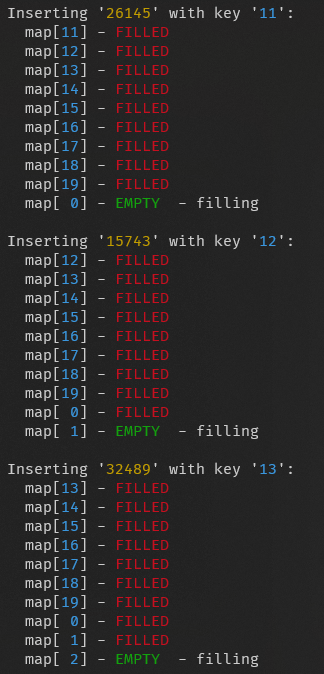 Inserting '26145' with key '11':
  map[11] - FILLED
  map[12] - FILLED
  map[13] - FILLED
  map[14] - FILLED
  map[15] - FILLED
  map[16] - FILLED
  map[17] - FILLED
  map[18] - FILLED
  map[19] - FILLED
  map[ 0] - EMPTY  - filling

Inserting '15743' with key '12':
  map[12] - FILLED
  map[13] - FILLED
  map[14] - FILLED
  map[15] - FILLED
  map[16] - FILLED
  map[17] - FILLED
  map[18] - FILLED
  map[19] - FILLED
  map[ 0] - FILLED
  map[ 1] - EMPTY  - filling

Inserting '32489' with key '13':
  map[13] - FILLED
  map[14] - FILLED
  map[15] - FILLED
  map[16] - FILLED
  map[17] - FILLED
  map[18] - FILLED
  map[19] - FILLED
  map[ 0] - FILLED
  map[ 1] - FILLED
  map[ 2] - EMPTY  - filling